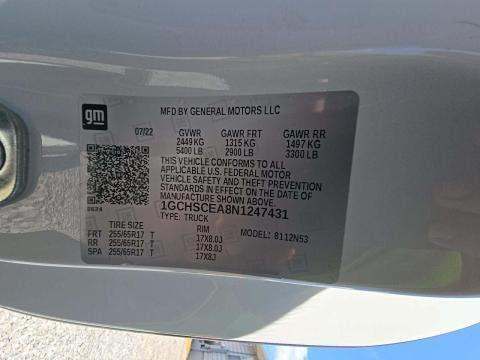 gm
MFD BY GENERAL MOTORS LLC
07/22 GVWR GAWR FRT GAWR RR
2449 KG 1315 KG 1497 KG
5400 LB 2900 LB 3300 LB
THIS VEHICLE CONFORMS TO ALL
APPLICABLE U.S. FEDERAL MOTOR
VEHICLE SAFETY AND THEFT PREVENTION
STANDARDS IN EFFECT ON THE DATE OF
MANUFACTURE SHOWN ABOVE.
1GCHSCEA8N1247431
TYPE: TRUCK
TIRE SIZE RIM MODEL: 8112N53
FRT 255/65R17 T 17X8.0J
RR 255/65R17 T 17X8.0J
SPA 255/65R17 T 17X8J